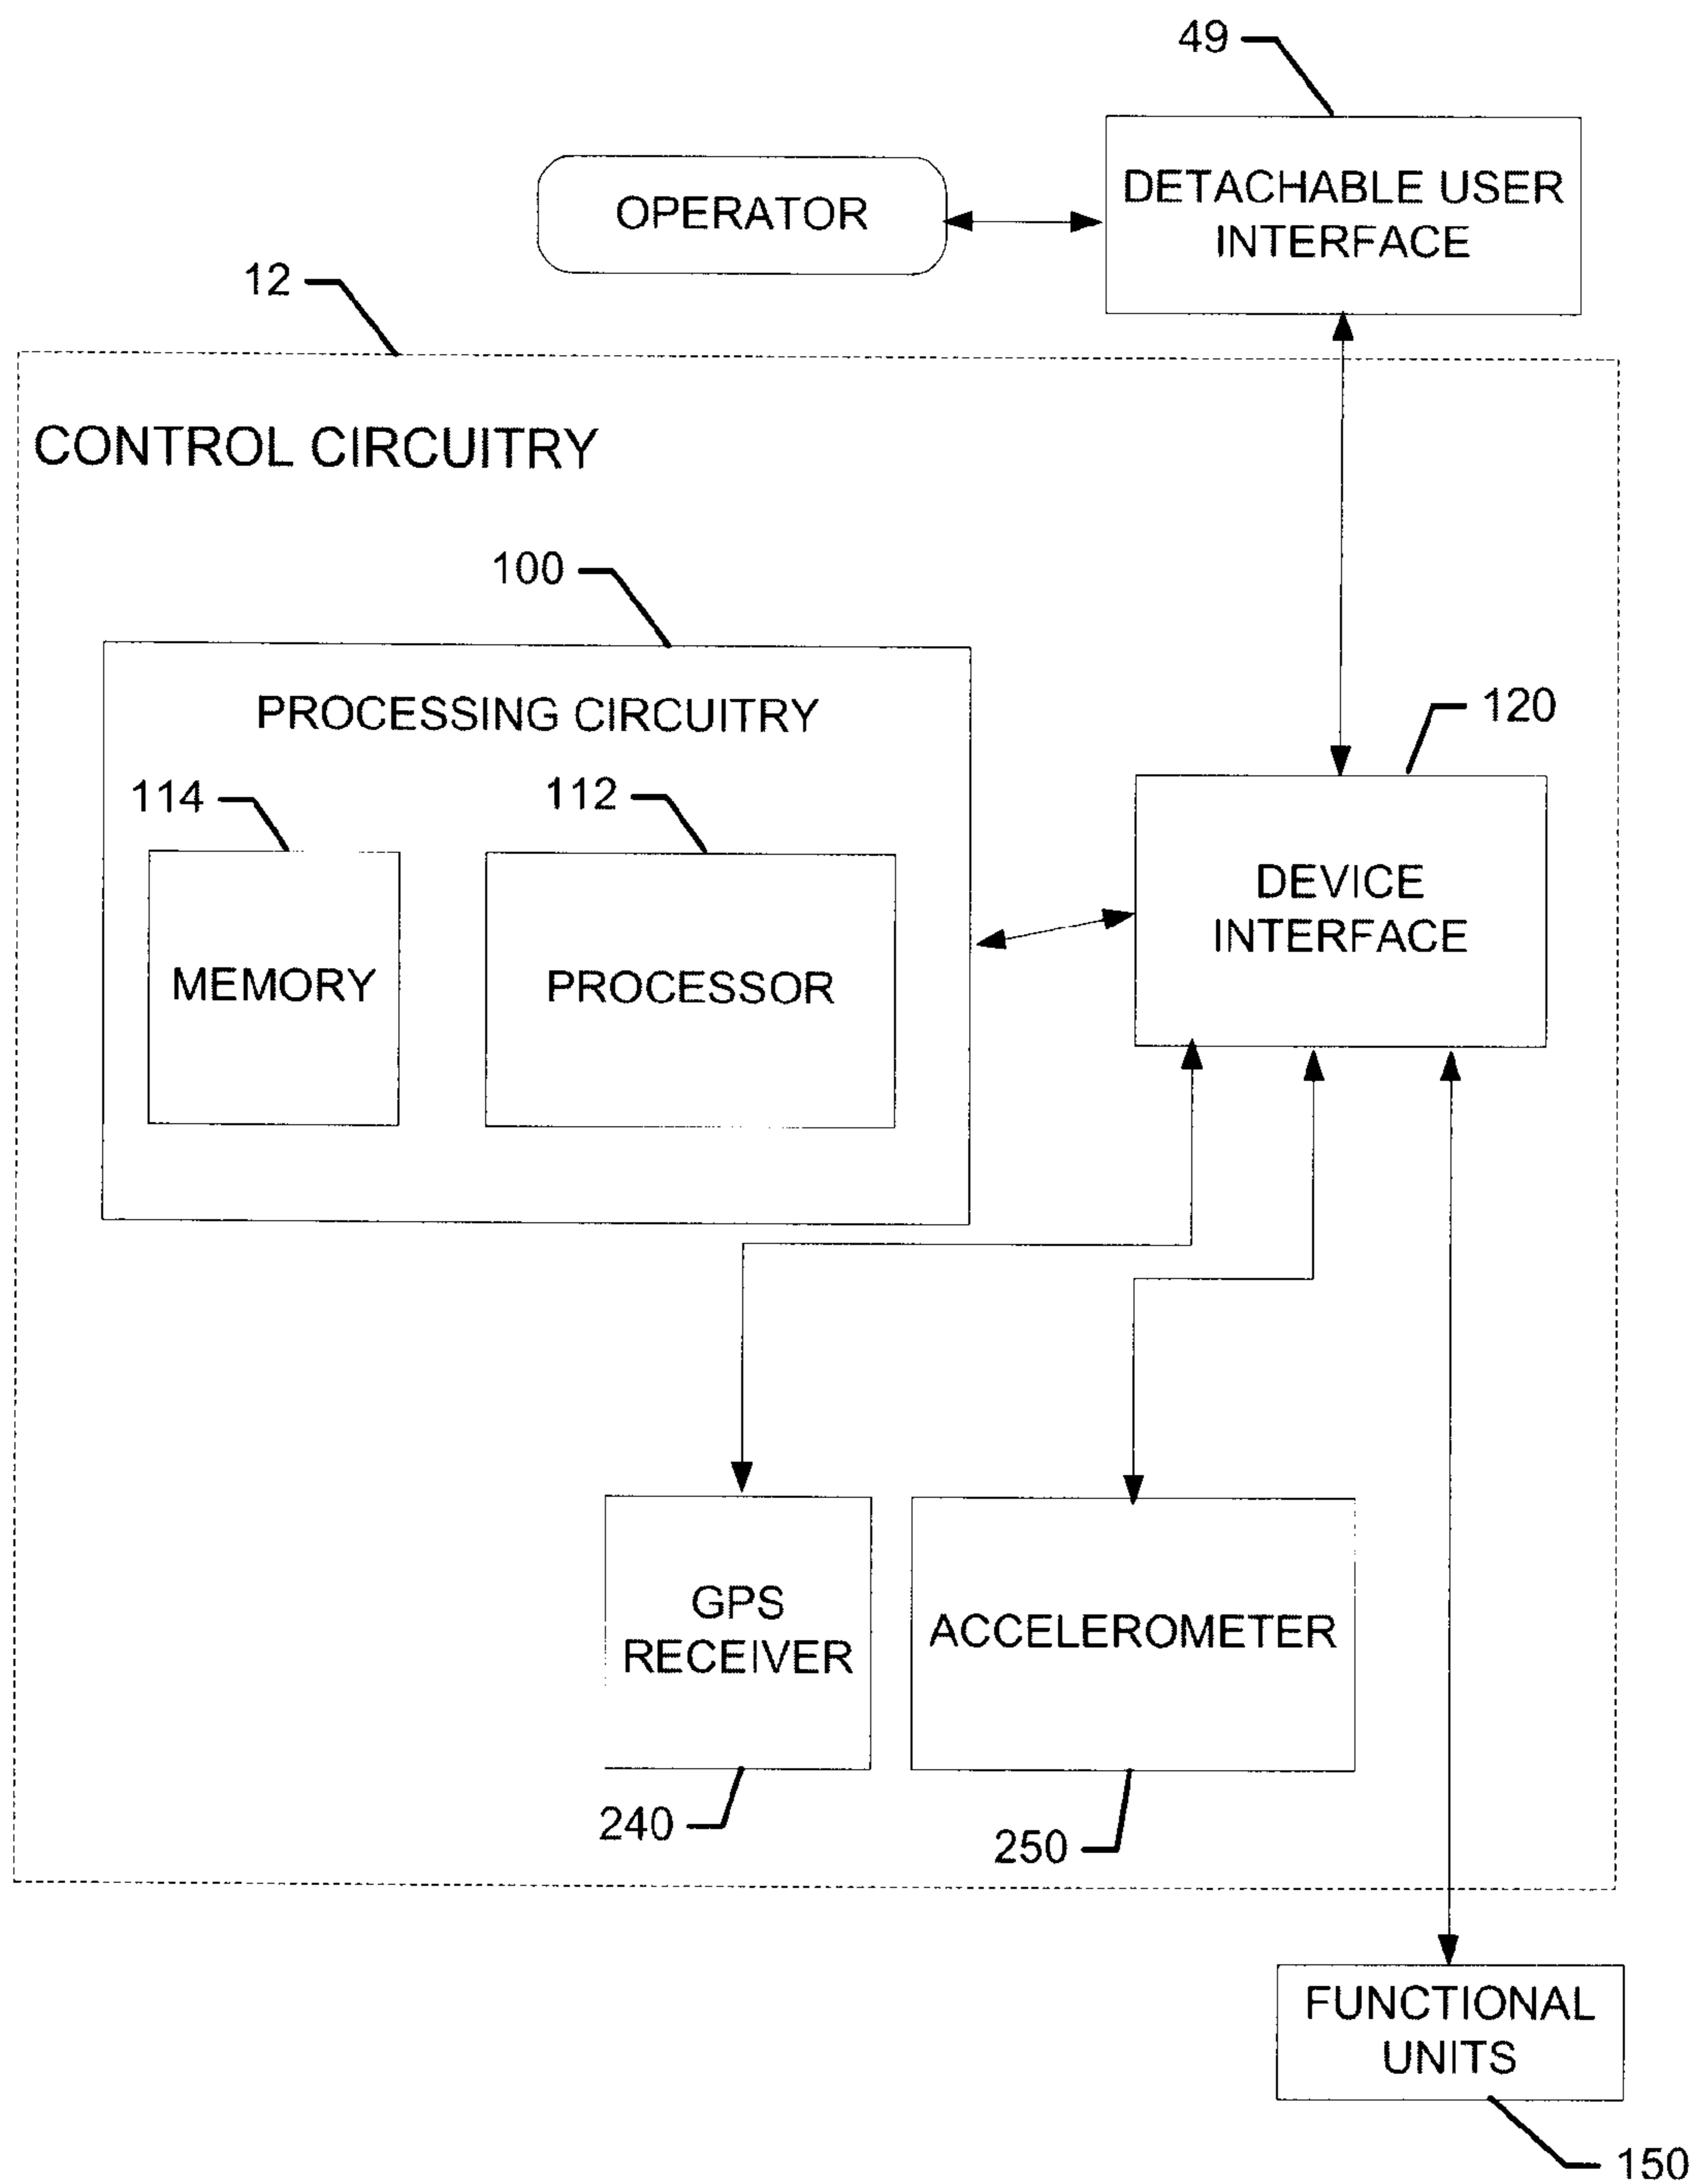 49
DETACHABLE USER
INTERFACE
OPERATOR
12
CONTROL CIRCUITRY
100
PROCESSING CIRCUITRY
120
114
112
DEVICE
INTERFACE
MEMORY
PROCESSOR
GPS
RECEIVER
ACCELEROMETER
240
250
FUNCTIONAL
UNITS
150